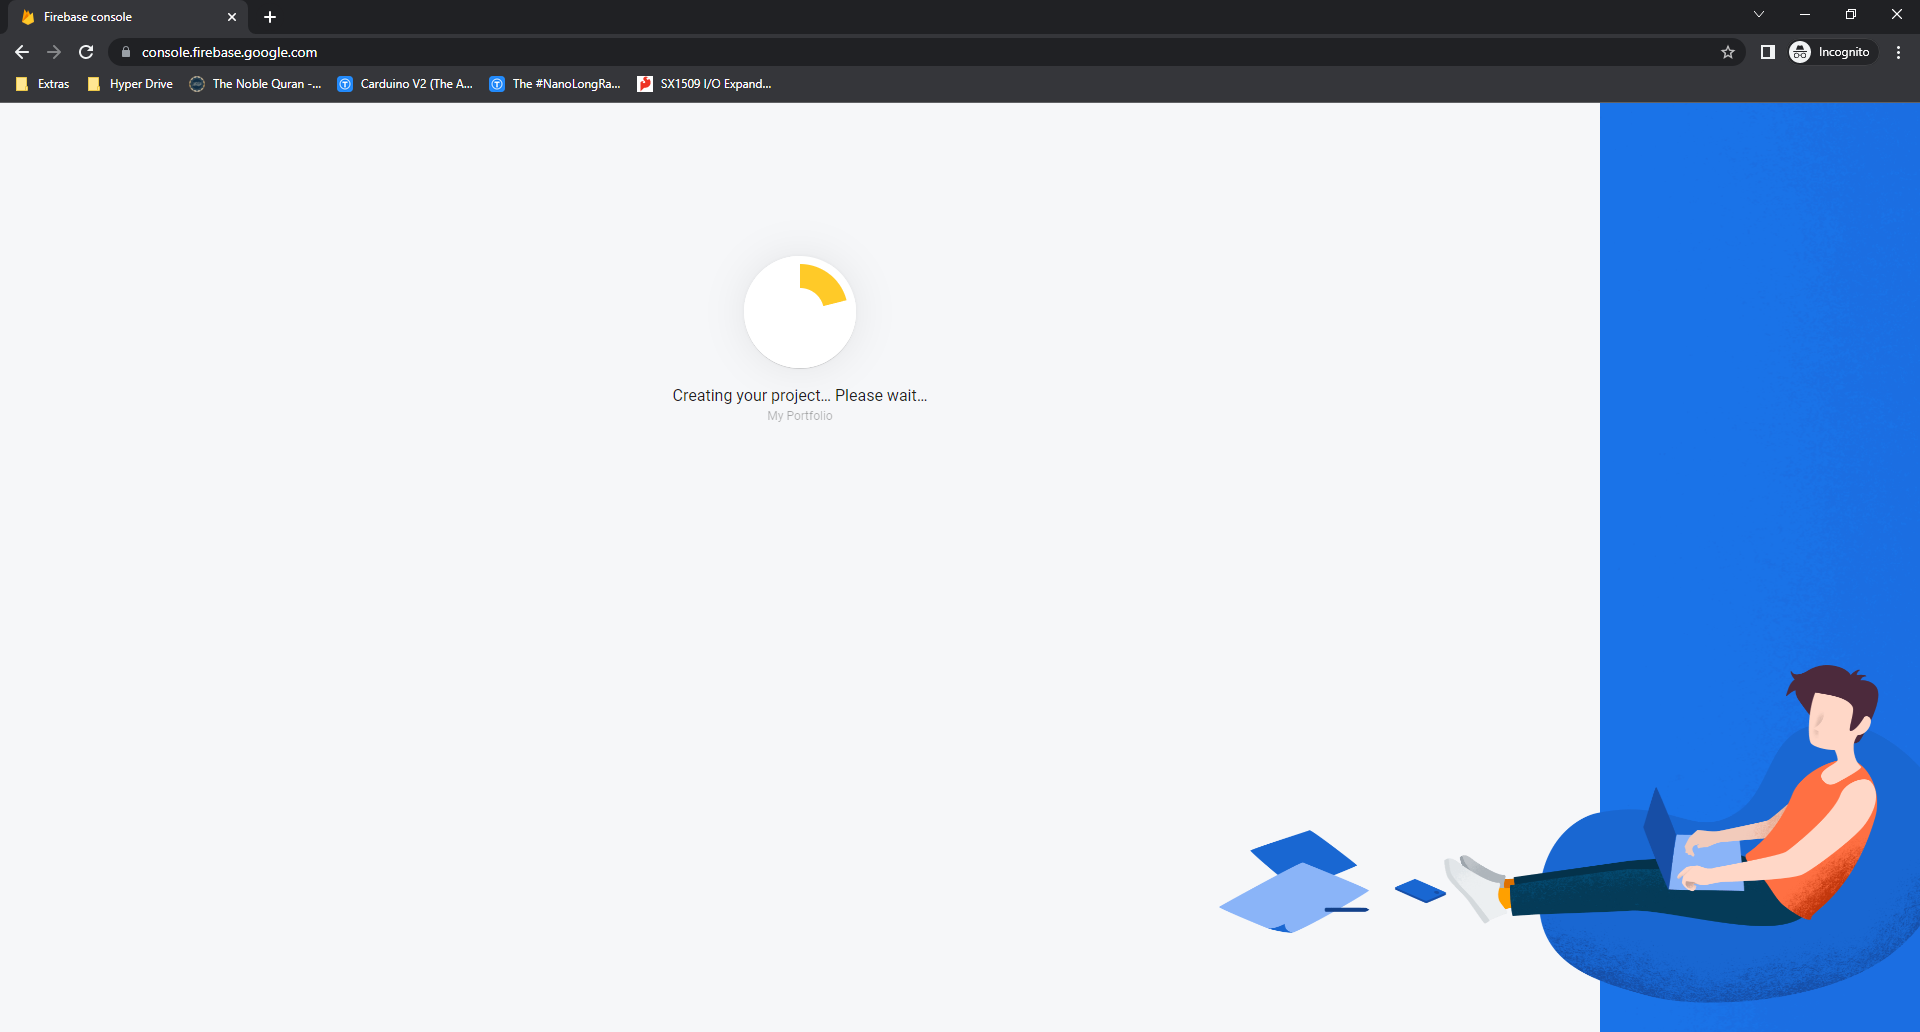 Firebase console
console.firebase.google.com
Incognito
Extras
Hyper Drive
The Noble Quran -...
Carduino V2 (The A...
The #NanoLongRa...
SX1509 I/O Expand...
Creating your project... Please wait...
My Portfolio